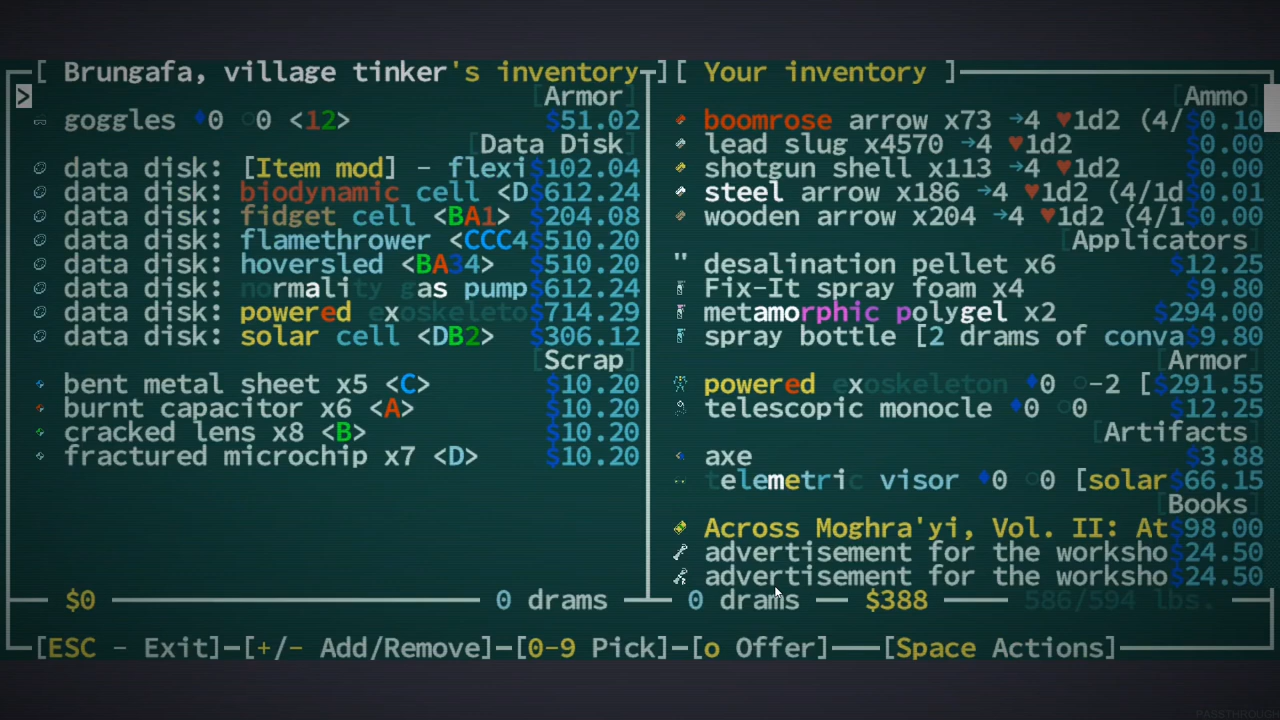 [ Brungafa, village tinker's inventory ]
[ Your inventory ]
>
[Armor]
goggles ♦0 ○0 <12> $51.02
[Data Disk]
data disk: [Item mod] - flexi $102.04
data disk: biodynamic cell <D $612.24
data disk: fidget cell <BA1> $204.08
data disk: flamethrower <CCC4 $510.20
data disk: hoversled <BA34> $510.20
data disk: normality gas pump $612.24
data disk: powered exoskeleto $714.29
data disk: solar cell <DB2> $306.12
[Scrap]
bent metal sheet x5 <C> $10.20
burnt capacitor x6 <A> $10.20
cracked lens x8 <B> $10.20
fractured microchip x7 <D> $10.20
[Ammo]
boomrose arrow x73 →4 ♥1d2 (4/ $0.10
lead slug x4570 →4 ♥1d2 $0.00
shotgun shell x113 →4 ♥1d2 $0.00
steel arrow x186 →4 ♥1d2 (4/1d $0.01
wooden arrow x204 →4 ♥1d2 (4/1 $0.00
[Applicators]
desalination pellet x6 $12.25
Fix-It spray foam x4 $9.80
metamorphic polygel x2 $294.00
spray bottle [2 drams of conva $9.80
[Armor]
powered exoskeleton ♦0 ○-2 [ $291.55
telescopic monocle ♦0 ○0 $12.25
[Artifacts]
axe $3.88
telemetric visor ♦0 ○0 [solar $66.15
[Books]
Across Moghra'yi, Vol. II: At $98.00
advertisement for the worksho $24.50
advertisement for the worksho $24.50
$0 0 drams 0 drams $388 586/594 lbs.
[ESC - Exit] [+/- Add/Remove] [0-9 Pick] [o Offer] [Space Actions]